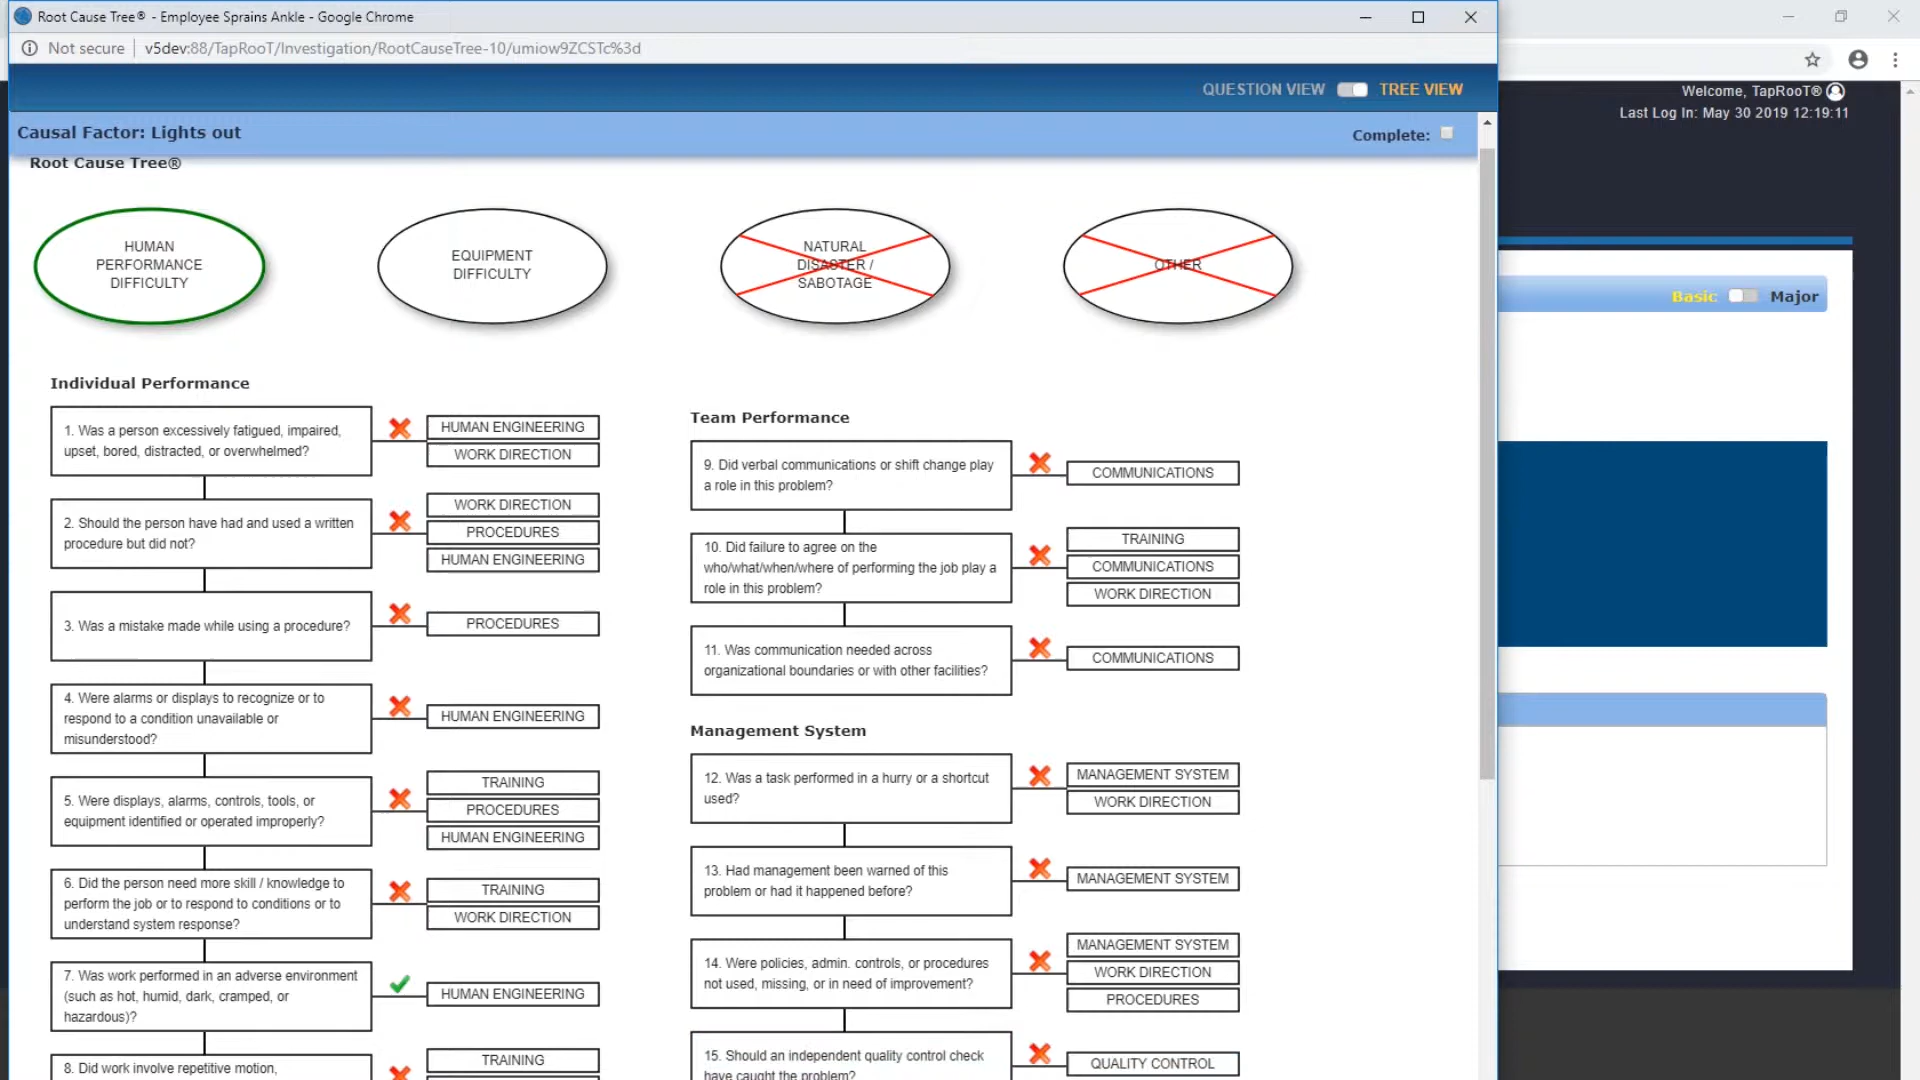 Root Cause Tree® - Employee Sprains Ankle - Google Chrome
Not secure
v5dev:88/TapRooT/Investigation/RootCauseTree-10/umiow9ZCSTc%3d
QUESTION VIEW
TREE VIEW
Welcome, TapRooT®
Last Log In: May 30 2019 12:19:11
Causal Factor: Lights out
Complete:
Root Cause Tree®
HUMAN
PERFORMANCE
DIFFICULTY
EQUIPMENT
DIFFICULTY
NATURAL
DISASTER /
SABOTAGE
OTHER
Basic
Major
Individual Performance
1. Was a person excessively fatigued, impaired,
upset, bored, distracted, or overwhelmed?
HUMAN ENGINEERING
WORK DIRECTION
2. Should the person have had and used a written
procedure but did not?
WORK DIRECTION
PROCEDURES
HUMAN ENGINEERING
3. Was a mistake made while using a procedure?
PROCEDURES
4. Were alarms or displays to recognize or to
respond to a condition unavailable or
misunderstood?
HUMAN ENGINEERING
5. Were displays, alarms, controls, tools, or
equipment identified or operated improperly?
TRAINING
PROCEDURES
HUMAN ENGINEERING
6. Did the person need more skill / knowledge to
perform the job or to respond to conditions or to
understand system response?
TRAINING
WORK DIRECTION
7. Was work performed in an adverse environment
(such as hot, humid, dark, cramped, or
hazardous)?
HUMAN ENGINEERING
8. Did work involve repetitive motion,
TRAINING
Team Performance
9. Did verbal communications or shift change play
a role in this problem?
COMMUNICATIONS
10. Did failure to agree on the
who/what/when/where of performing the job play a
role in this problem?
TRAINING
COMMUNICATIONS
WORK DIRECTION
11. Was communication needed across
organizational boundaries or with other facilities?
COMMUNICATIONS
Management System
12. Was a task performed in a hurry or a shortcut
used?
MANAGEMENT SYSTEM
WORK DIRECTION
13. Had management been warned of this
problem or had it happened before?
MANAGEMENT SYSTEM
14. Were policies, admin. controls, or procedures
not used, missing, or in need of improvement?
MANAGEMENT SYSTEM
WORK DIRECTION
PROCEDURES
15. Should an independent quality control check
have caught the problem?
QUALITY CONTROL